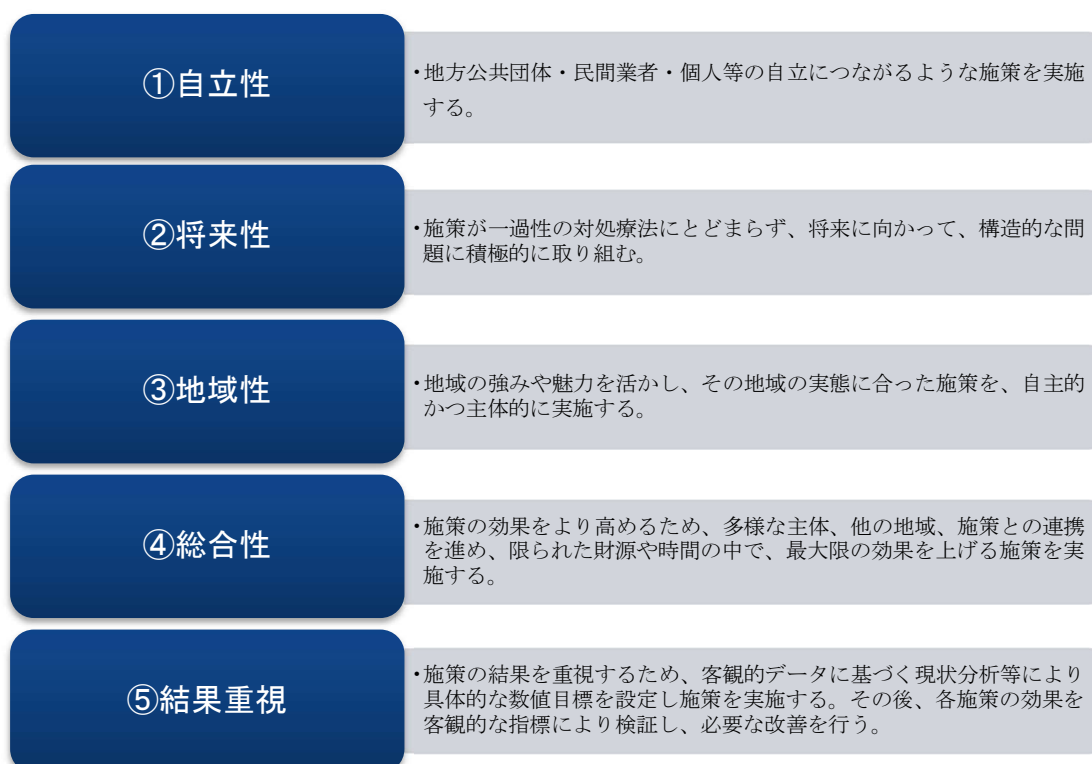 ①自立性
・地方公共団体・民間業者・個人等の自立につながるような施策を実施
する。
②将来性
・施策が一過性の対処療法にとどまらず、将来に向かって、構造的な問
題に積極的に取り組む。
③地域性
・地域の強みや魅力を活かし、その地域の実態に合った施策を、自主的
かつ主体的に実施する。
④総合性
・施策の効果をより高めるため、多様な主体、他の地域、施策との連携
を進め、限られた財源や時間の中で、最大限の効果を上げる施策を実
施する。
⑤結果重視
・施策の結果を重視するため、客観的データに基づく現状分析等により
具体的な数値目標を設定し施策を実施する。その後、各施策の効果を
客観的な指標により検証し、必要な改善を行う。